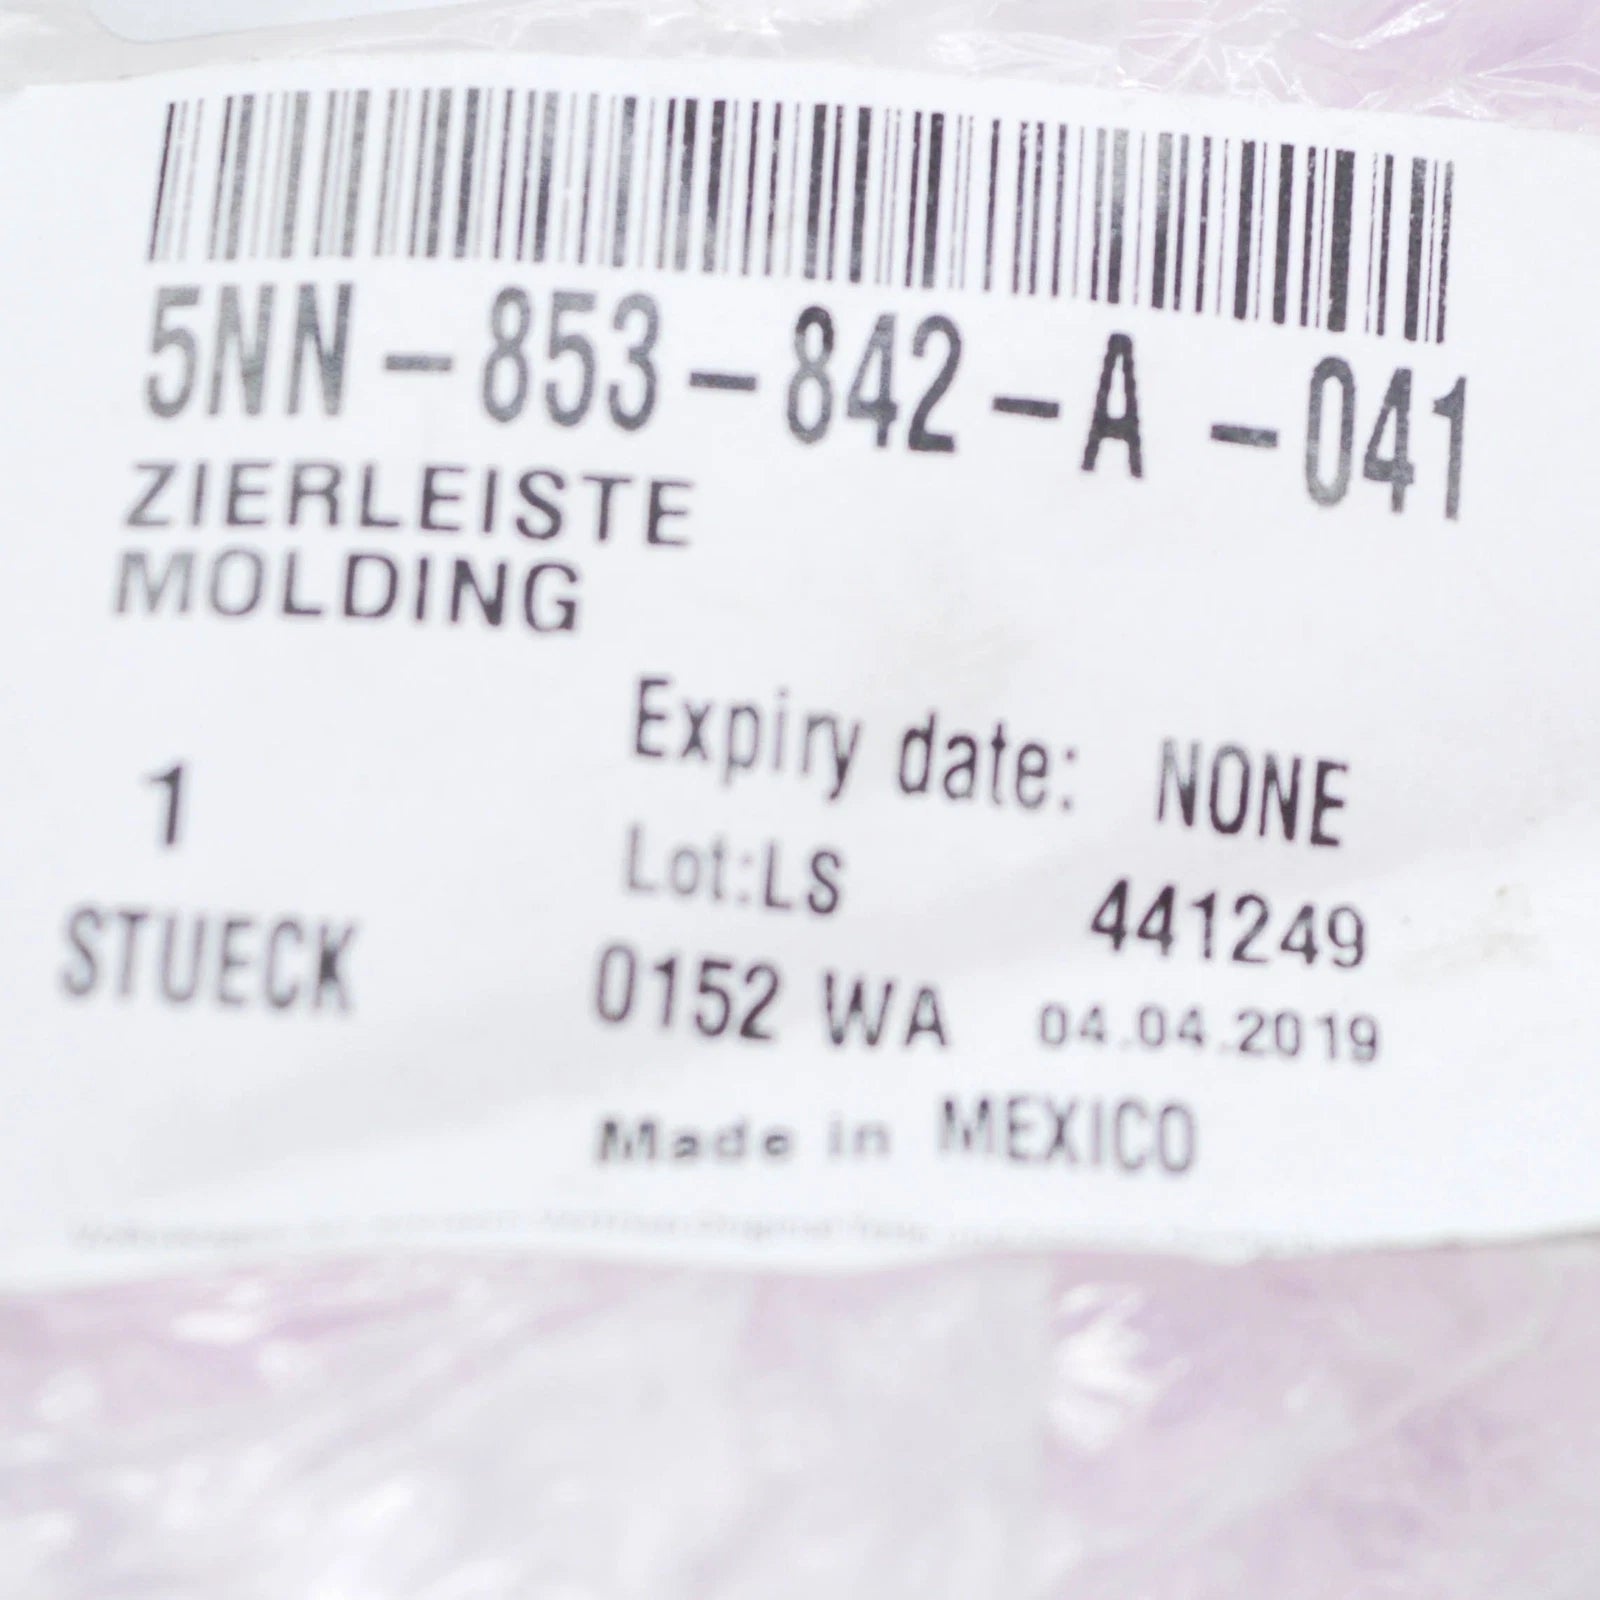 5NN-853-842-A -041
ZIERLEISTE
MOLDING
Expiry date: NONE
1
Lot:LS 441249
STUECK
0152 WA 04.04.2019
Made in MEXICO